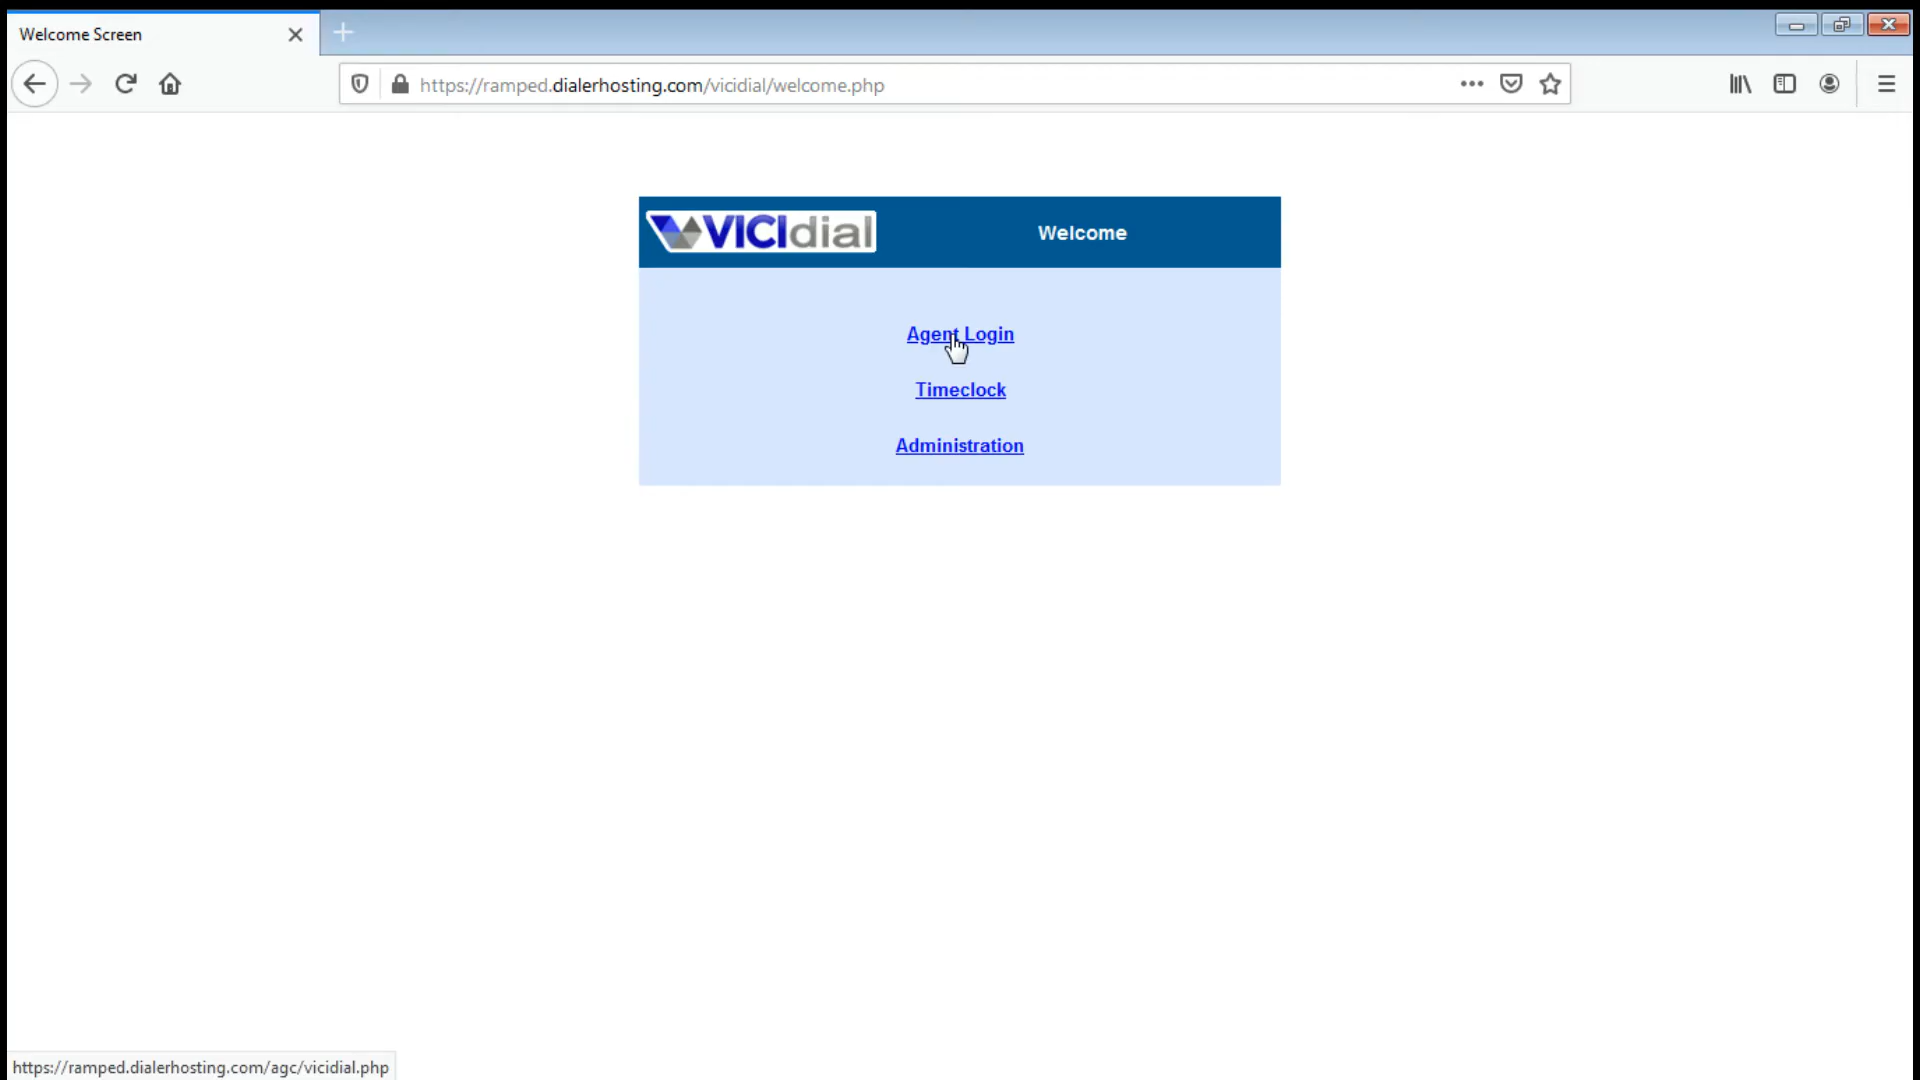 Welcome Screen
https://ramped.dialerhosting.com/vicidial/welcome.php
VICIdial
Welcome
Agent Login
Timeclock
Administration
https://ramped.dialerhosting.com/agc/vicidial.php